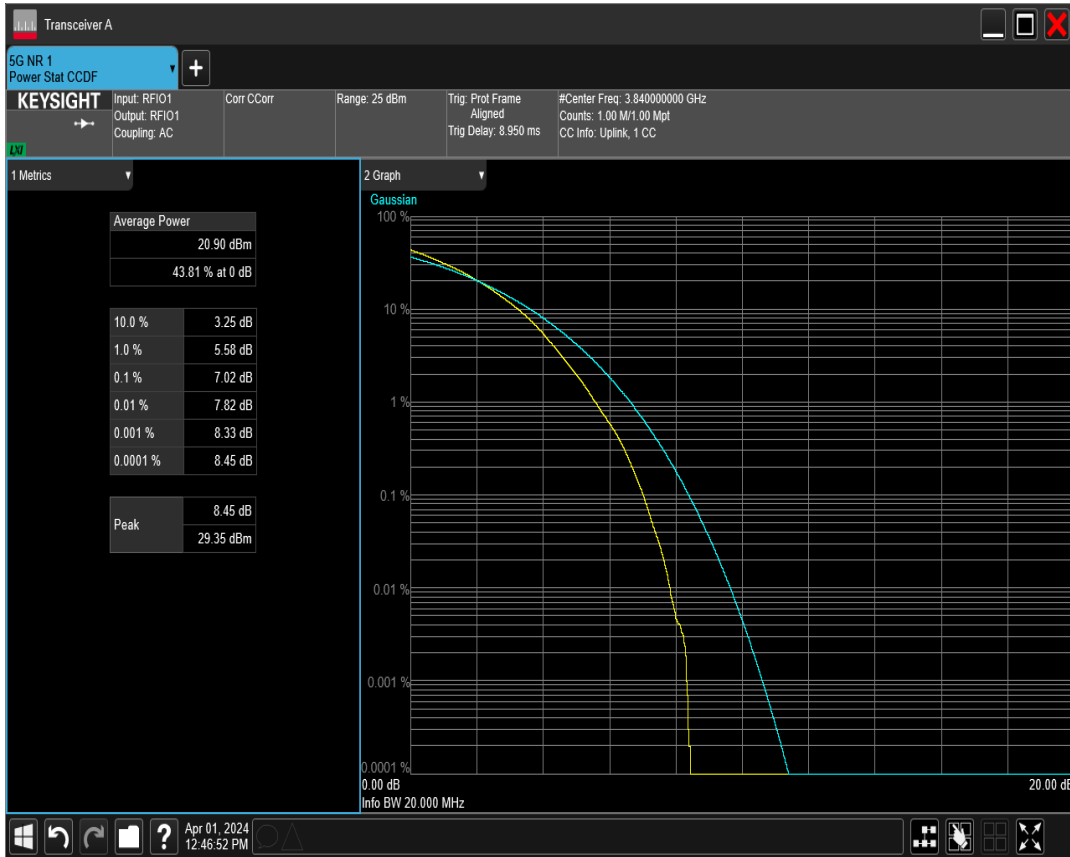 Transceiver A
5G NR 1
Power Stat CCDF
+
KEYSIGHT
LXI
Input: RFIO1
Output: RFIO1
Coupling: AC
Corr CCorr
Range: 25 dBm
Trig: Prot Frame
Aligned
Trig Delay: 8.950 ms
#Center Freq: 3.840000000 GHz
Counts: 1.00 M/1.00 Mpt
CC Info: Uplink, 1 CC
1 Metrics
Average Power
20.90 dBm
43.81 % at 0 dB
10.0 % 3.25 dB
1.0 % 5.58 dB
0.1 % 7.02 dB
0.01 % 7.82 dB
0.001 % 8.33 dB
0.0001 % 8.45 dB
Peak
8.45 dB
29.35 dBm
2 Graph
Gaussian
100 %
10 %
1 %
0.1 %
0.01 %
0.001 %
0.0001 %
0.00 dB 20.00 dB
Info BW 20.000 MHz
?
Apr 01, 2024
12:46:52 PM